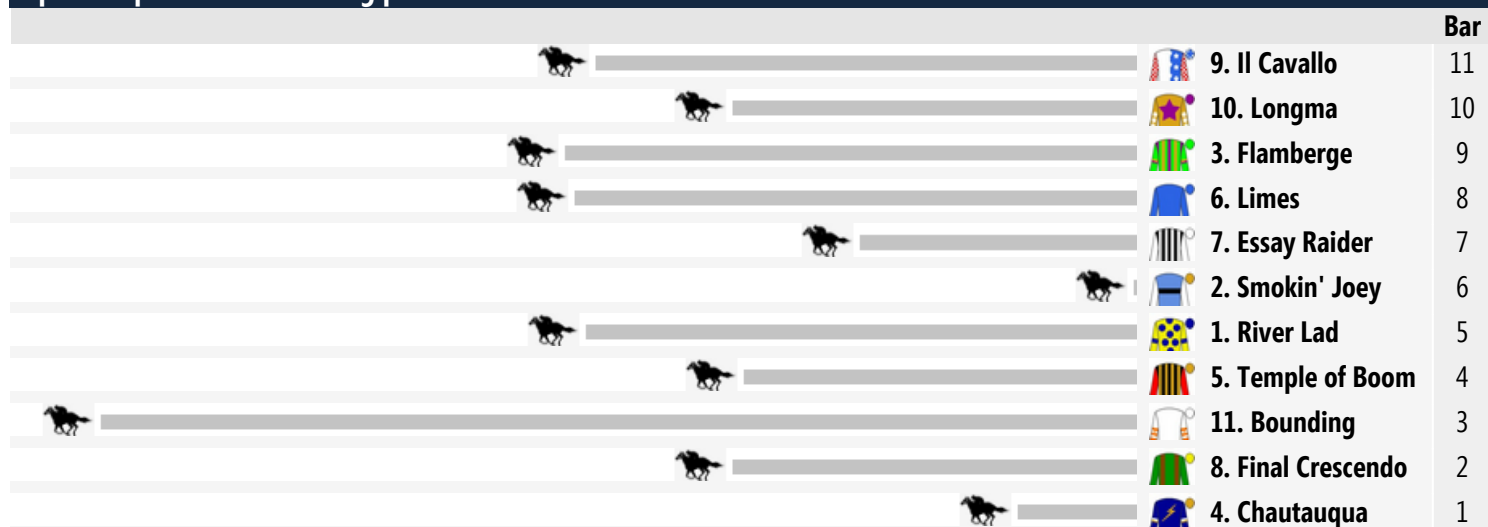 Bar
9. Il Cavallo 11
10. Longma 10
3. Flamberge 9
6. Limes 8
7. Essay Raider 7
2. Smokin' Joey 6
1. River Lad 5
5. Temple of Boom 4
11. Bounding 3
8. Final Crescendo 2
4. Chautauqua 1